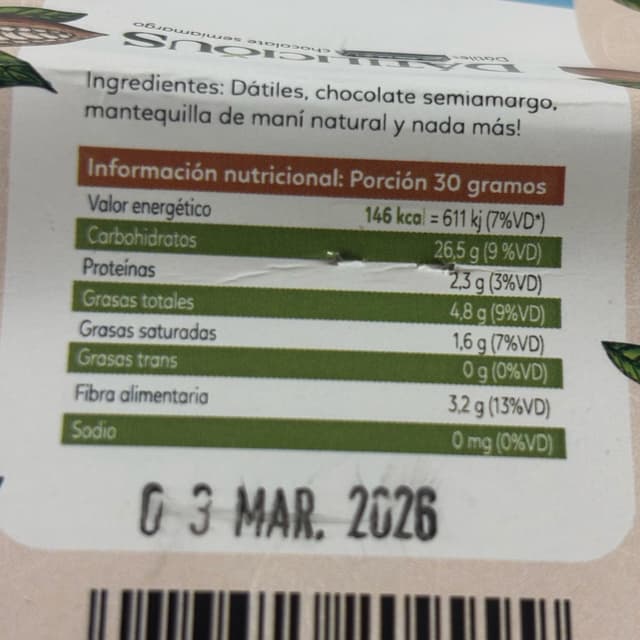 DATILICIOUS
chocolate semiamargo
Ingredientes: Dátiles, chocolate semiamargo,
mantequilla de maní natural y nada más!
Información nutricional: Porción 30 gramos
Valor energético 146 kcal = 611 kj (7%VD*)
Carbohidratos 26,5 g (9 %VD)
Proteínas 2,3 g (3%VD)
Grasas totales 4,8 g (9%VD)
Grasas saturadas 1,6 g (7%VD)
Grasas trans 0 g (0%VD)
Fibra alimentaria 3,2 g (13%VD)
Sodio 0 mg (0%VD)
03 MAR. 2026